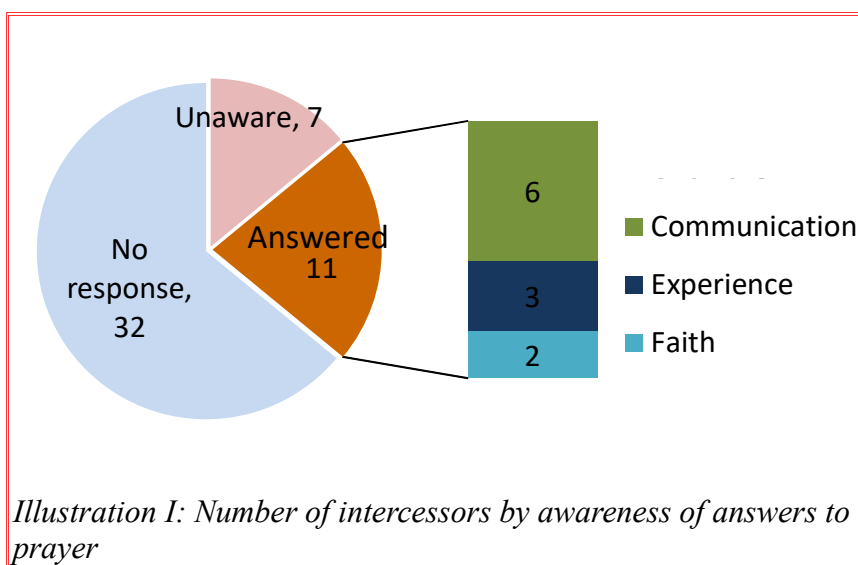 Unaware, 7
Answered
11
No
response,
32
6
3
2
Communication
Experience
Faith
Illustration I: Number of intercessors by awareness of answers to
prayer